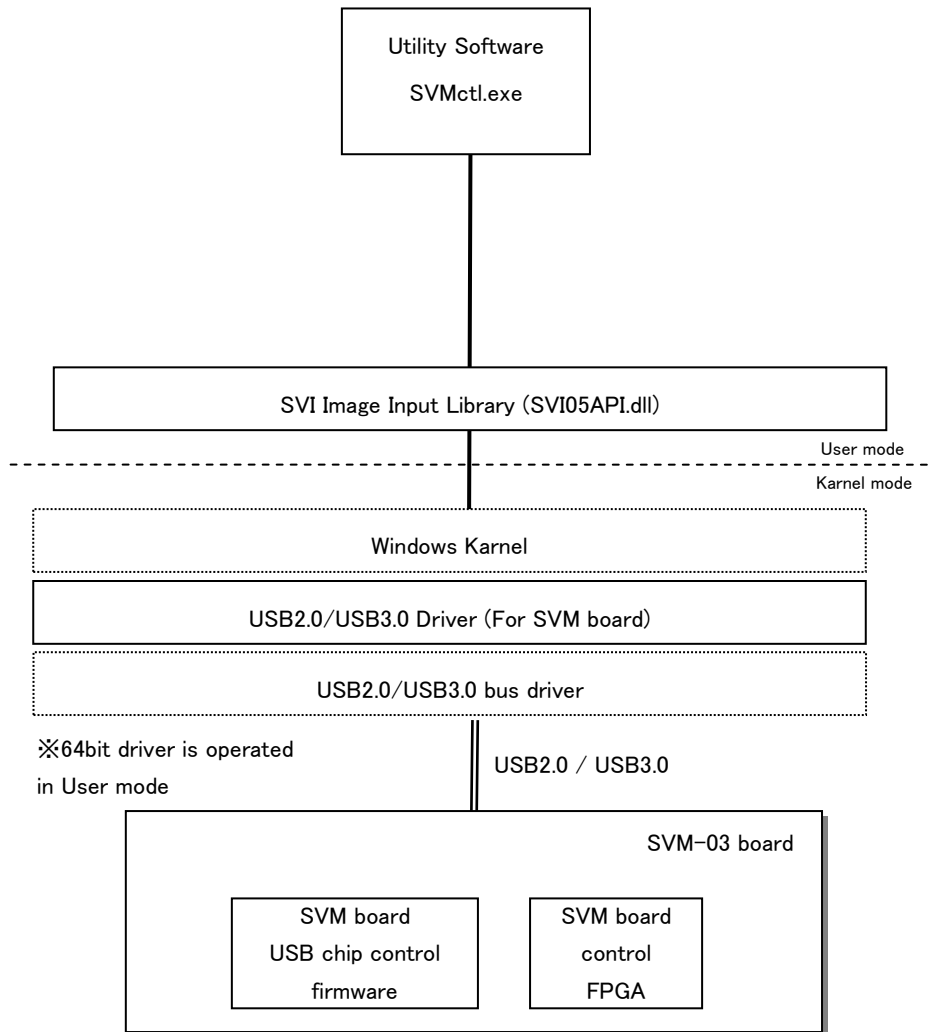 Utility Software
SVMctl.exe
SVI Image Input Library (SVI05API.dll)
User mode
Karnel mode
Windows Karnel
USB2.0/USB3.0 Driver (For SVM board)
USB2.0/USB3.0 bus driver
※64bit driver is operated
in User mode
USB2.0 / USB3.0
SVM-03 board
SVM board
USB chip control
firmware
SVM board
control
FPGA